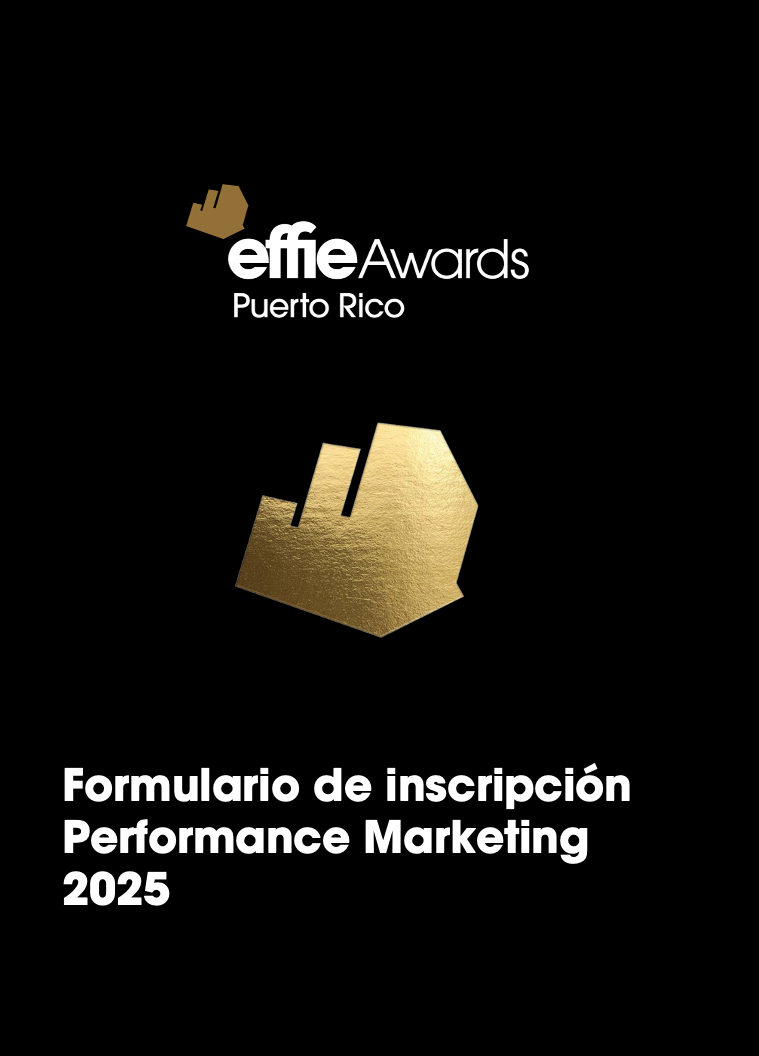 effie Awards
Puerto Rico
Formulario de inscripción
Performance Marketing
2025